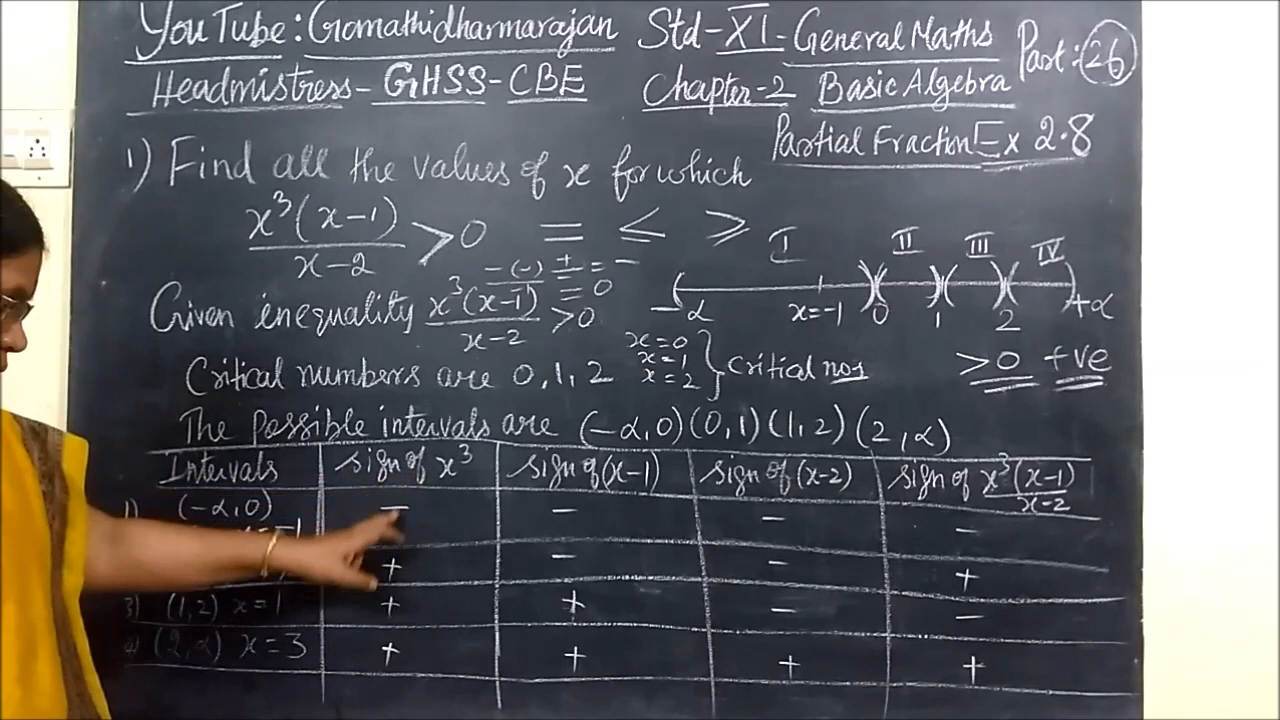 YouTube: Gomathidharmarajan Std-XI-General Maths Part: 26
Headmistress-GHSS-CBE Chapter-2 Basic Algebra
Partial Fraction Ex 2.8
1) Find all the values of x for which
x³(x-1)/x-2 > 0 = ≤ ≥
I II III IV
-(-)/- +/- = - = 0
-α x=-1 0 1 2 +α
Given inequality x³(x-1)/x-2 > 0
x=0
x=1
x=2
} critical nos
>0 +ve
Critical numbers are 0,1,2
The possible intervals are (-α,0) (0,1) (1,2) (2,α)
Intervals sign of x³ sign of (x-1) sign of (x-2) sign of x³(x-1)/x-2
1) (-α,0) - - - -
+ - - +
3) (1,2) x=1 + + - -
4) (2,α) x=3 + + + +